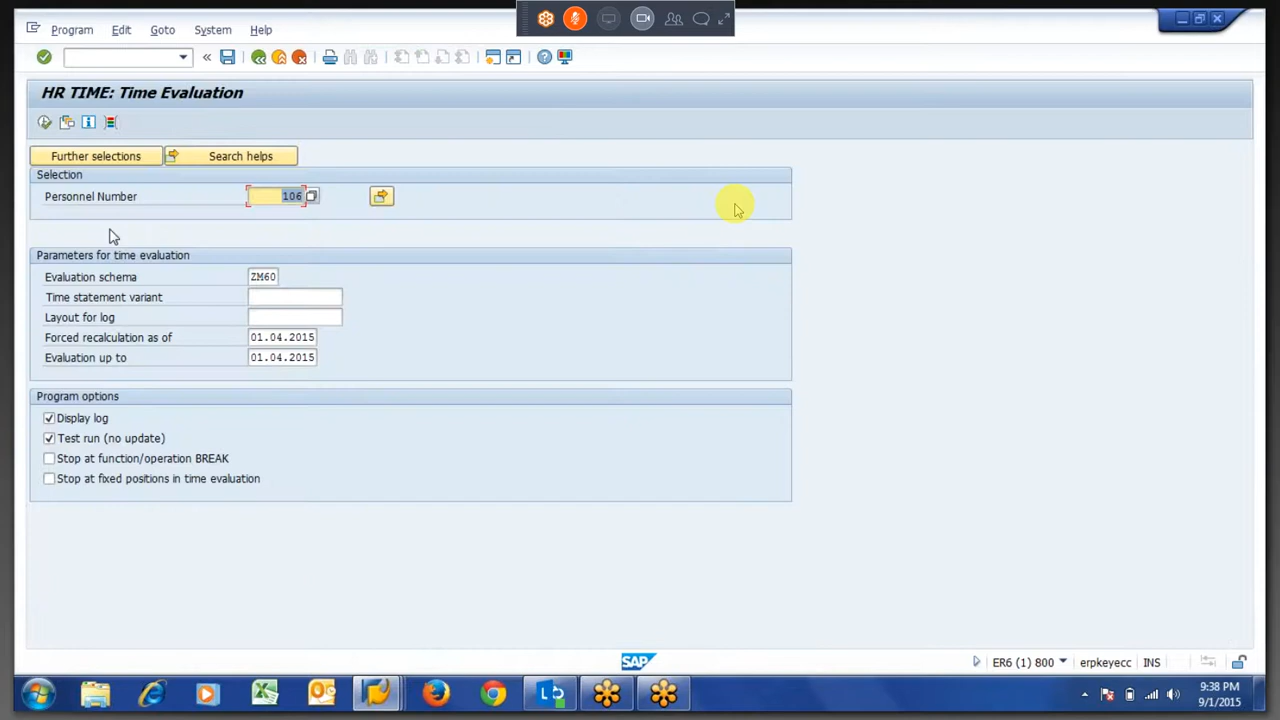 Program Edit Goto System Help
HR TIME: Time Evaluation
Further selections Search helps
Selection
Personnel Number 106
Parameters for time evaluation
Evaluation schema ZM60
Time statement variant
Layout for log
Forced recalculation as of 01.04.2015
Evaluation up to 01.04.2015
Program options
Display log
Test run (no update)
Stop at function/operation BREAK
Stop at fixed positions in time evaluation
SAP ER6 (1) 800 erpkeyecc INS
9:38 PM
9/1/2015